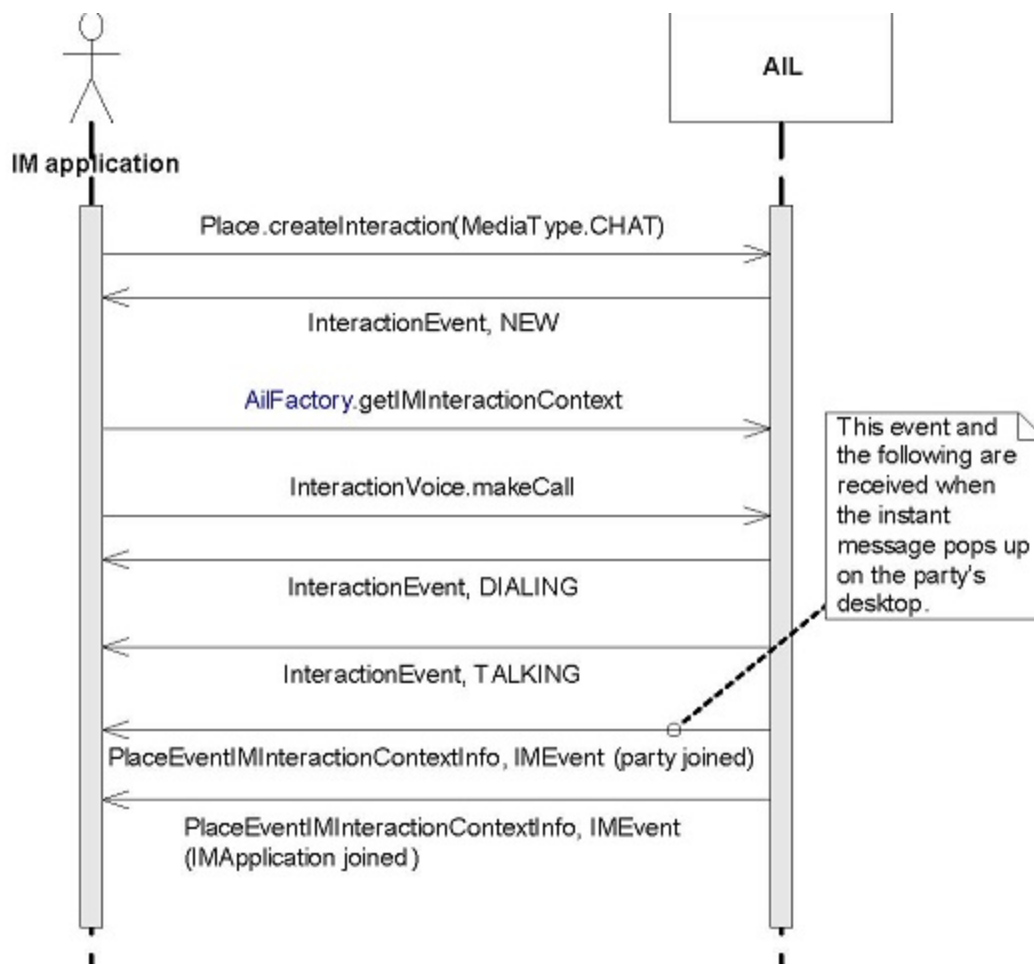 AIL
IM application
Place.createInteraction(MediaType.CHAT)
InteractionEvent, NEW
AilFactory.getIMInteractionContext
InteractionVoice.makeCall
InteractionEvent, DIALING
InteractionEvent, TALKING
This event and
the following are
received when
the instant
message pops up
on the party's
desktop.
PlaceEventIMInteractionContextInfo, IMEvent (party joined)
PlaceEventIMInteractionContextInfo, IMEvent
(IMApplication joined)